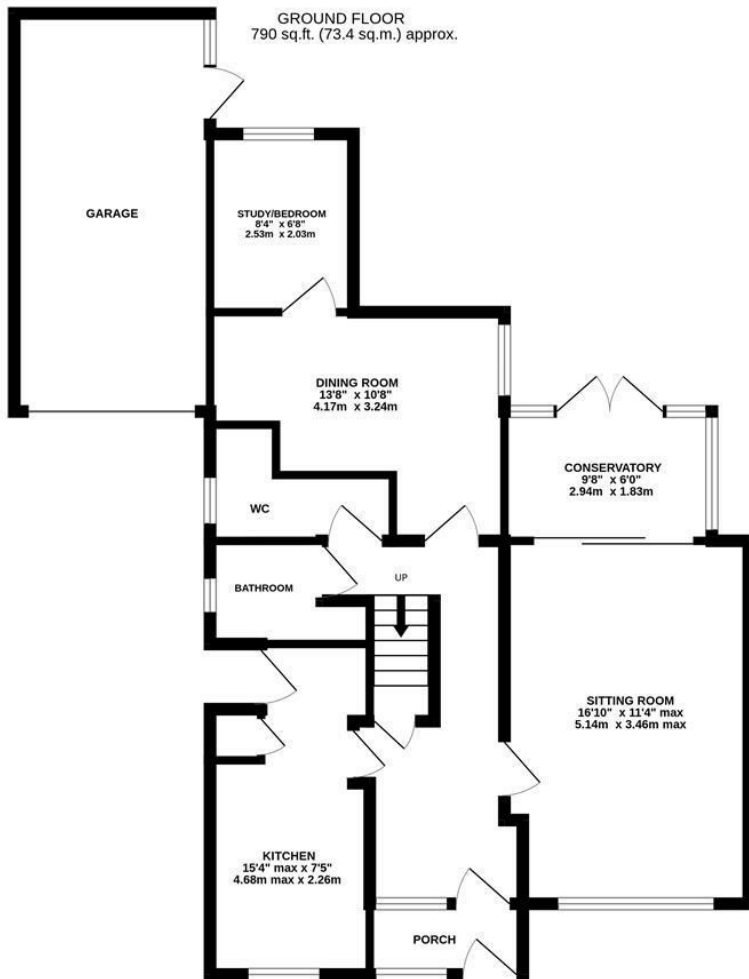 GROUND FLOOR
790 sq.ft. (73.4 sq.m.) approx.
GARAGE
STUDY/BEDROOM
8'4" x 6'8"
2.53m x 2.03m
DINING ROOM
13'8" x 10'8"
4.17m x 3.24m
CONSERVATORY
9'8" x 6'0"
2.94m x 1.83m
WC
BATHROOM
UP
SITTING ROOM
16'10" x 11'4" max
5.14m x 3.46m max
KITCHEN
15'4" max x 7'5"
4.68m max x 2.26m
PORCH